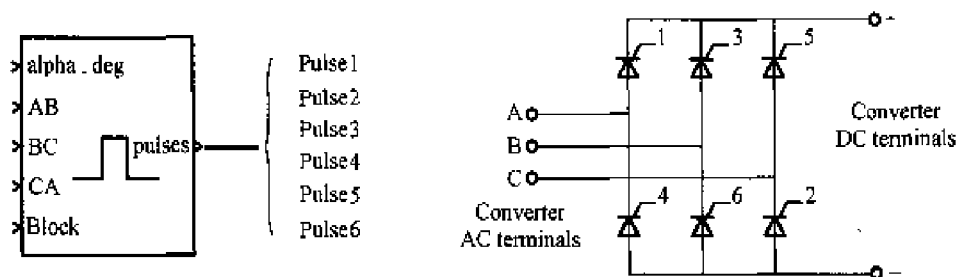 alpha_deg
AB
BC
CA
Block
pulses
Pulse1
Pulse2
Pulse3
Pulse4
Pulse5
Pulse6
1
3
5
A
B
C
4
6
2
Converter
AC terminals
Converter
DC terminals
-
-